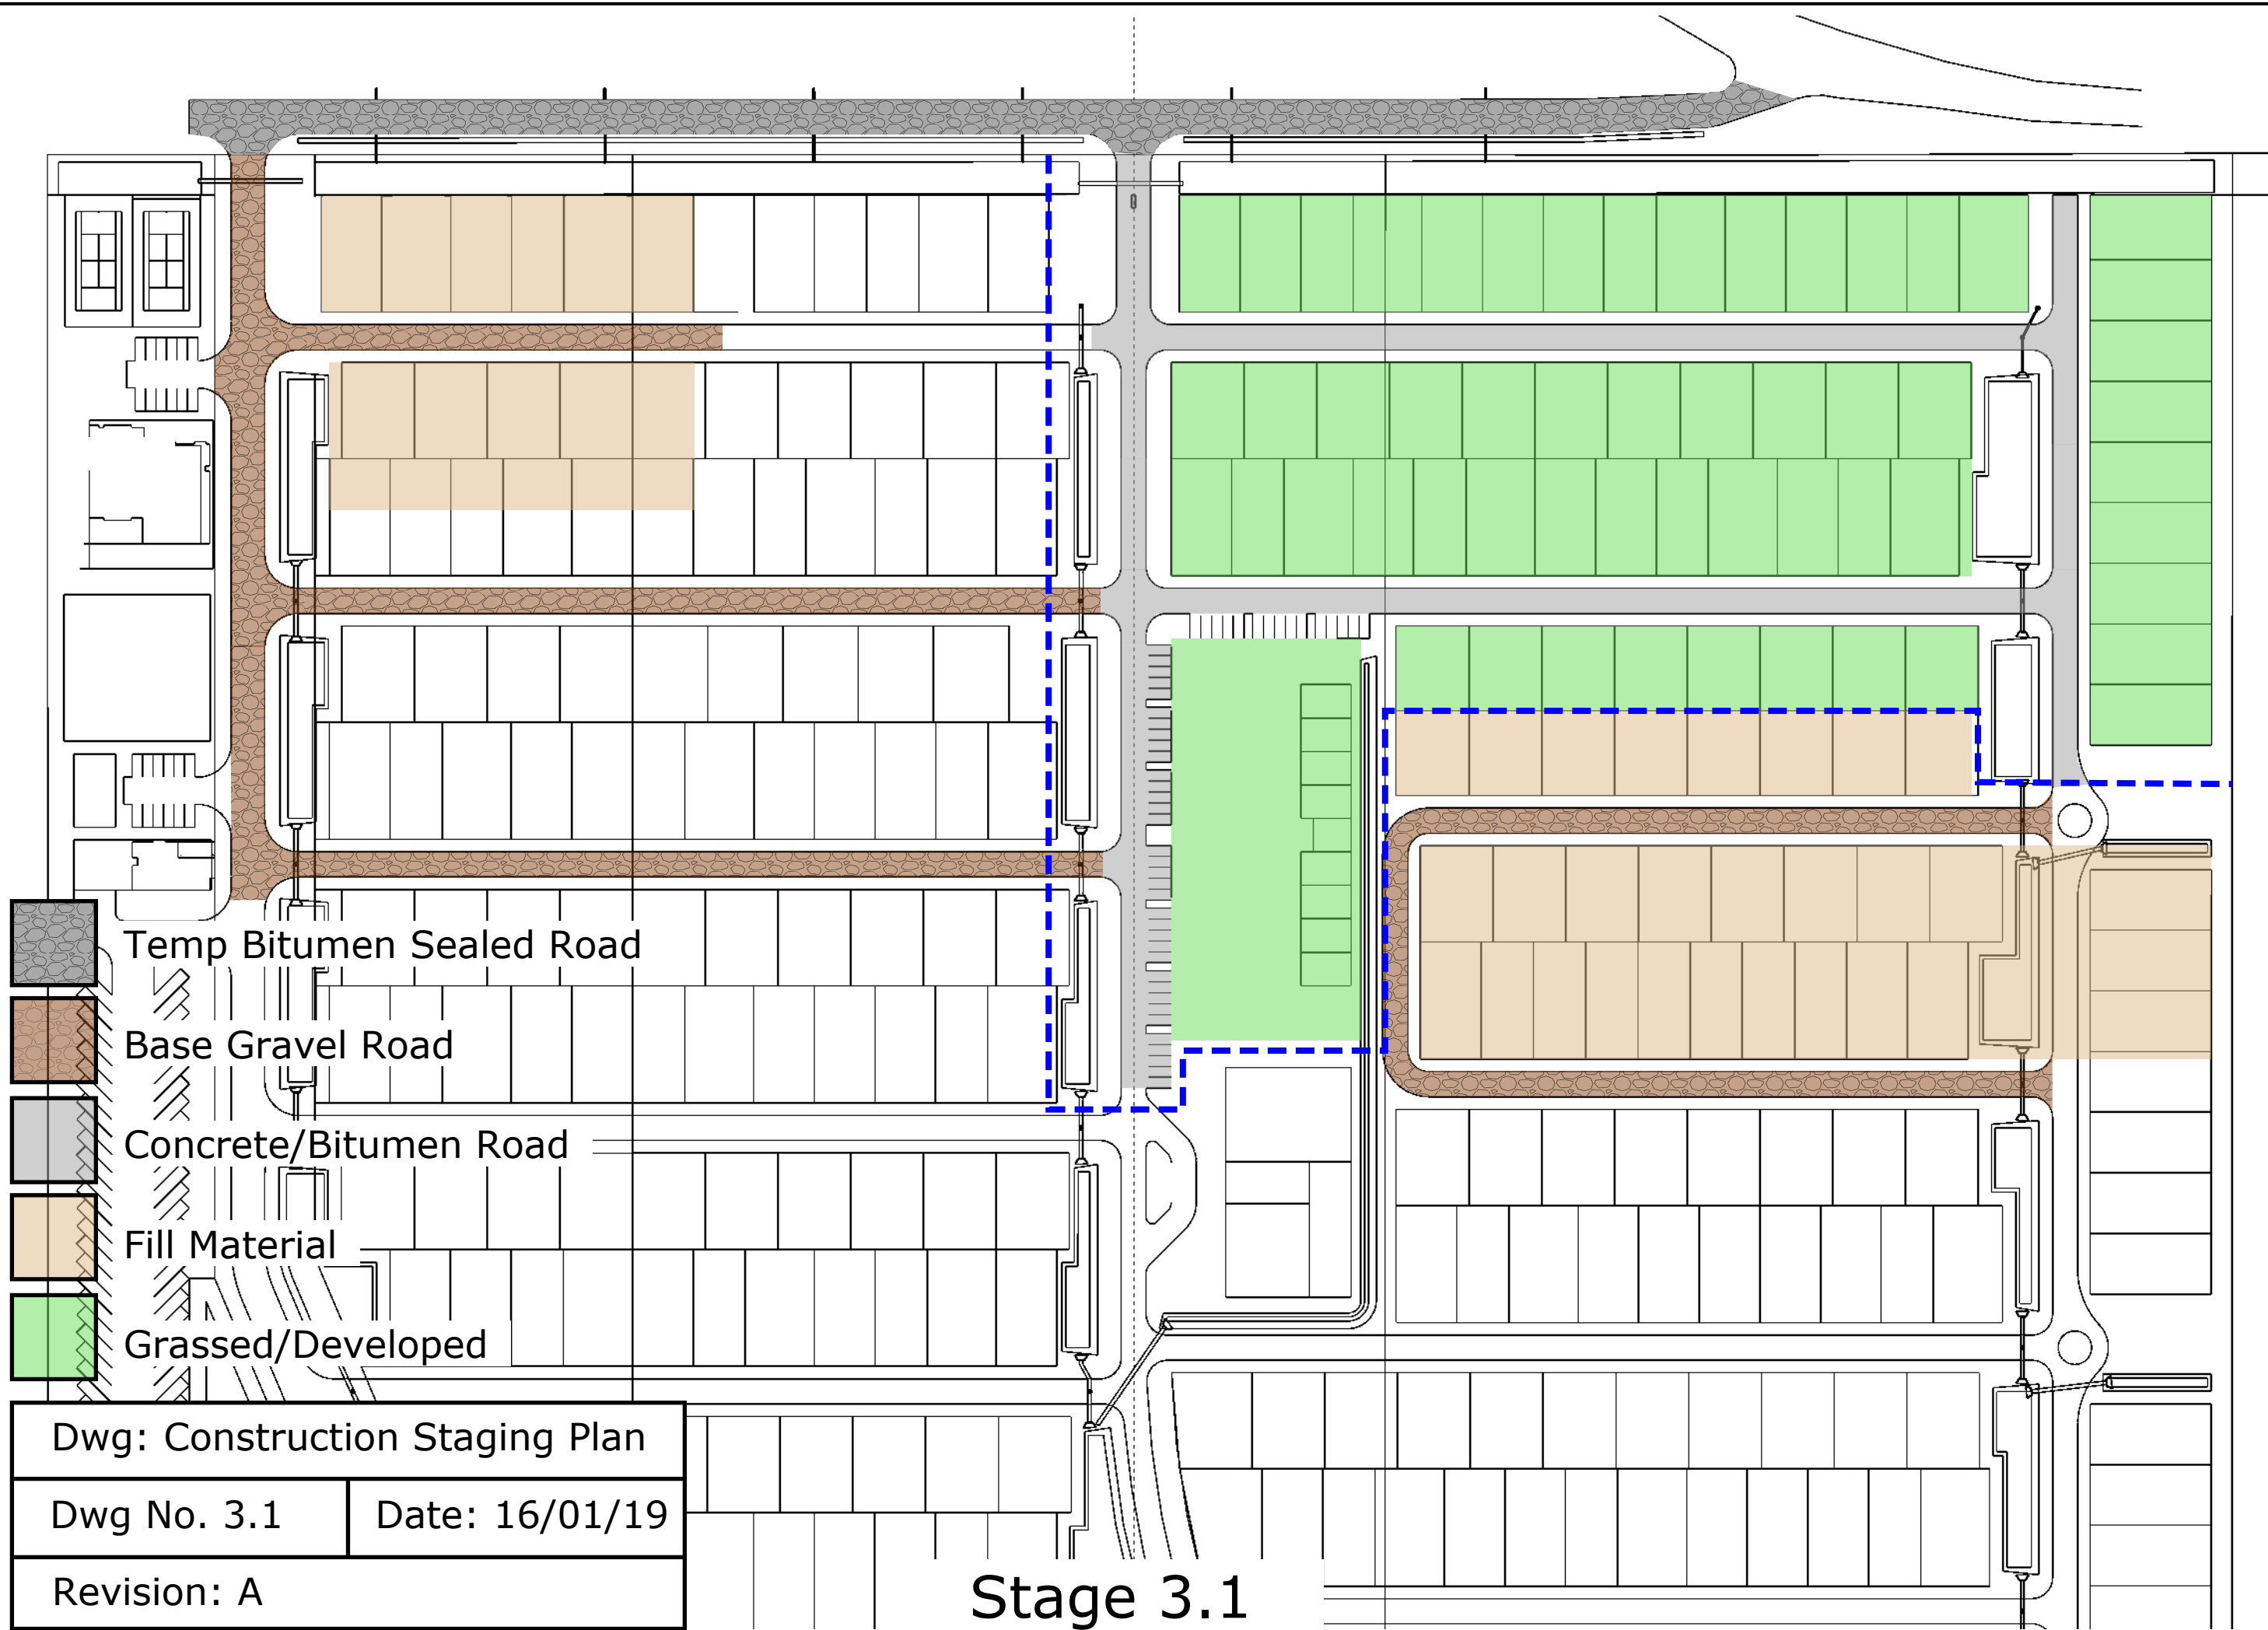 Temp Bitumen Sealed Road
Base Gravel Road
Concrete/Bitumen Road
Fill Material
Grassed/Developed
Dwg: Construction Staging Plan
Dwg No. 3.1
Date: 16/01/19
Revision: A
Stage 3.1